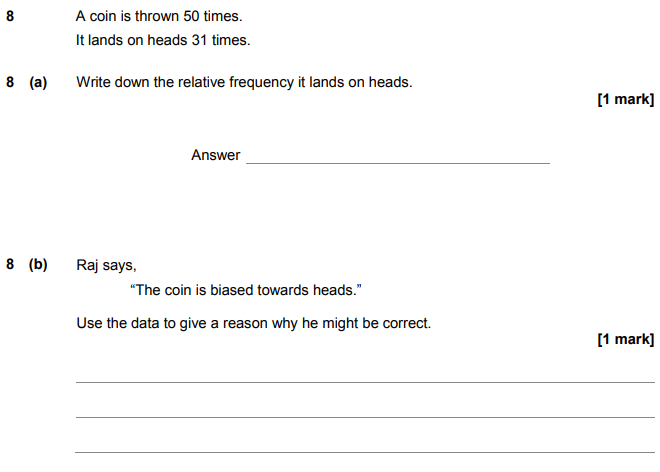 8 A coin is thrown 50 times.
It lands on heads 31 times.
8 (a) Write down the relative frequency it lands on heads.
[1 mark]
Answer
8 (b) Raj says,
“The coin is biased towards heads.”
Use the data to give a reason why he might be correct.
[1 mark]